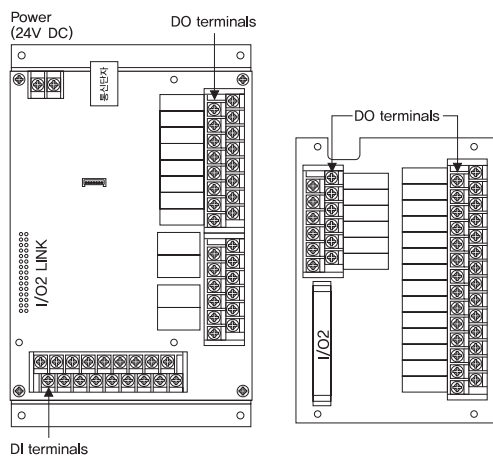 Power
(24V DC)
DO terminals
통신단자
I/O2 LINK
DI terminals
DO terminals
I/O2